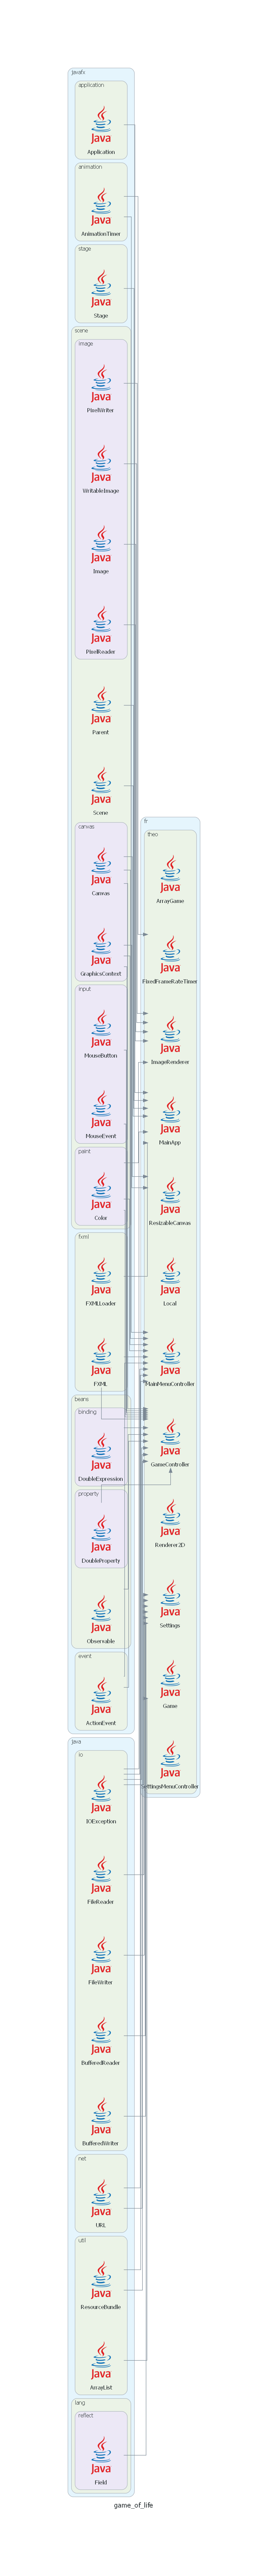 javafx
application
Java
Application
animation
Java
AnimationTimer
stage
Java
Stage
scene
image
Java
PixelWriter
Java
WritableImage
Java
Image
Java
PixelReader
Java
Parent
Java
Scene
canvas
Java
Canvas
Java
GraphicsContext
input
Java
MouseButton
Java
MouseEvent
paint
Java
Color
fxml
Java
FXMLLoader
Java
FXML
beans
binding
Java
DoubleExpression
property
Java
DoubleProperty
Java
Observable
event
Java
ActionEvent
java
io
Java
IOException
Java
FileReader
Java
FileWriter
Java
BufferedReader
Java
BufferedWriter
net
Java
URL
util
Java
ResourceBundle
Java
ArrayList
lang
reflect
Java
Field
fr
theo
Java
ArrayGame
Java
FixedFrameRateTimer
Java
ImageRenderer
Java
MainApp
Java
ResizableCanvas
Java
Local
Java
MainMenuController
Java
GameController
Java
Renderer2D
Java
Settings
Java
Game
Java
SettingsMenuController
game_of_life